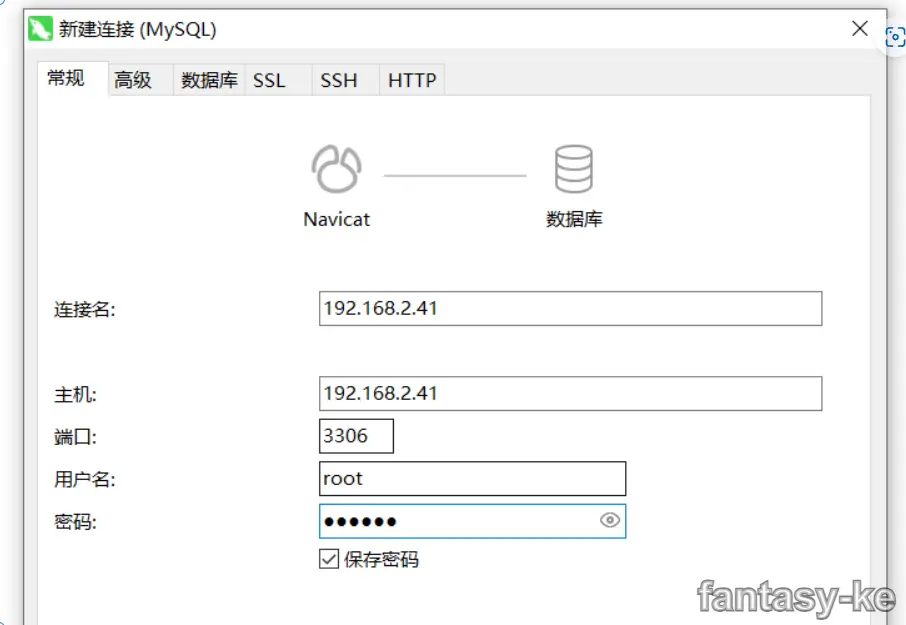 新建连接 (MySQL)
常规 高级 数据库 SSL SSH HTTP
Navicat 数据库
连接名: 192.168.2.41
主机: 192.168.2.41
端口: 3306
用户名: root
密码: ●●●●●●
保存密码
fantasy-ke